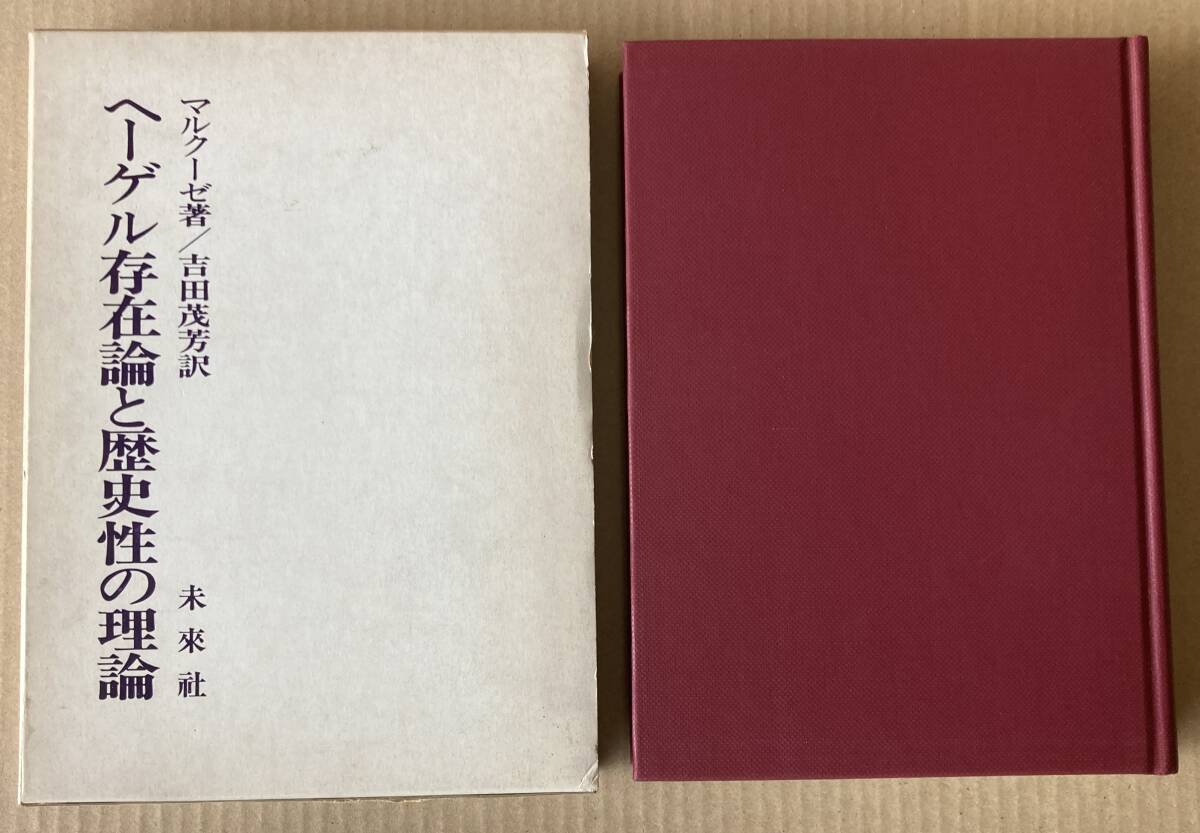 マルクーゼ著／吉田茂芳訳
ヘーゲル存在論と歴史性の理論
未來社